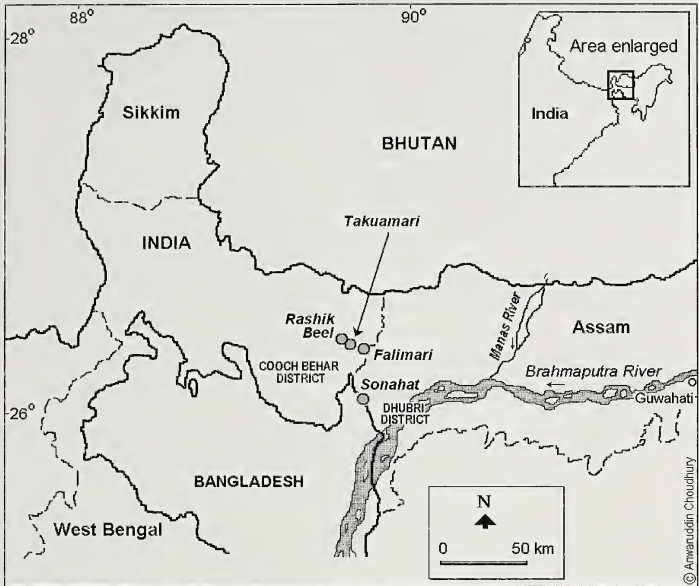 88°
90°
28°
Area enlarged
Sikkim
India
BHUTAN
Takuamari
INDIA
Rashik
Beel
Falimari
Manas River
Assam
COOCH BEHAR
DISTRICT
Sonahat
Brahmaputra River
Guwahati
26°
DHUBRI
DISTRICT
BANGLADESH
West Bengal
N
0 50 km
© Anwaruddin Choudhury